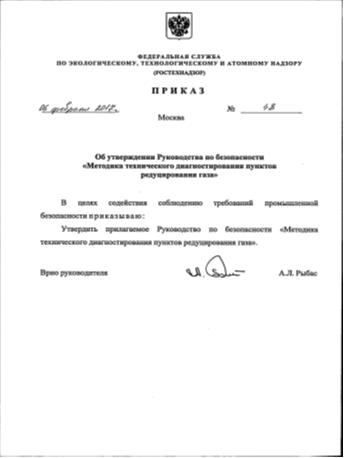 ФЕДЕРАЛЬНАЯ СЛУЖБА
ПО ЭКОЛОГИЧЕСКОМУ, ТЕХНОЛОГИЧЕСКОМУ И АТОМНОМУ НАДЗОРУ
(РОСТЕХНАДЗОР)
ПРИКАЗ
06 февраля 2017г. № 48
Москва
Об утверждении Руководства по безопасности
«Методика технического диагностирования пунктов
редуцирования газа»
В целях содействия соблюдению требований промышленной
безопасности приказываю:
Утвердить прилагаемое Руководство по безопасности «Методика
технического диагностирования пунктов редуцирования газа».
Врио руководителя А.Л. Рыбас